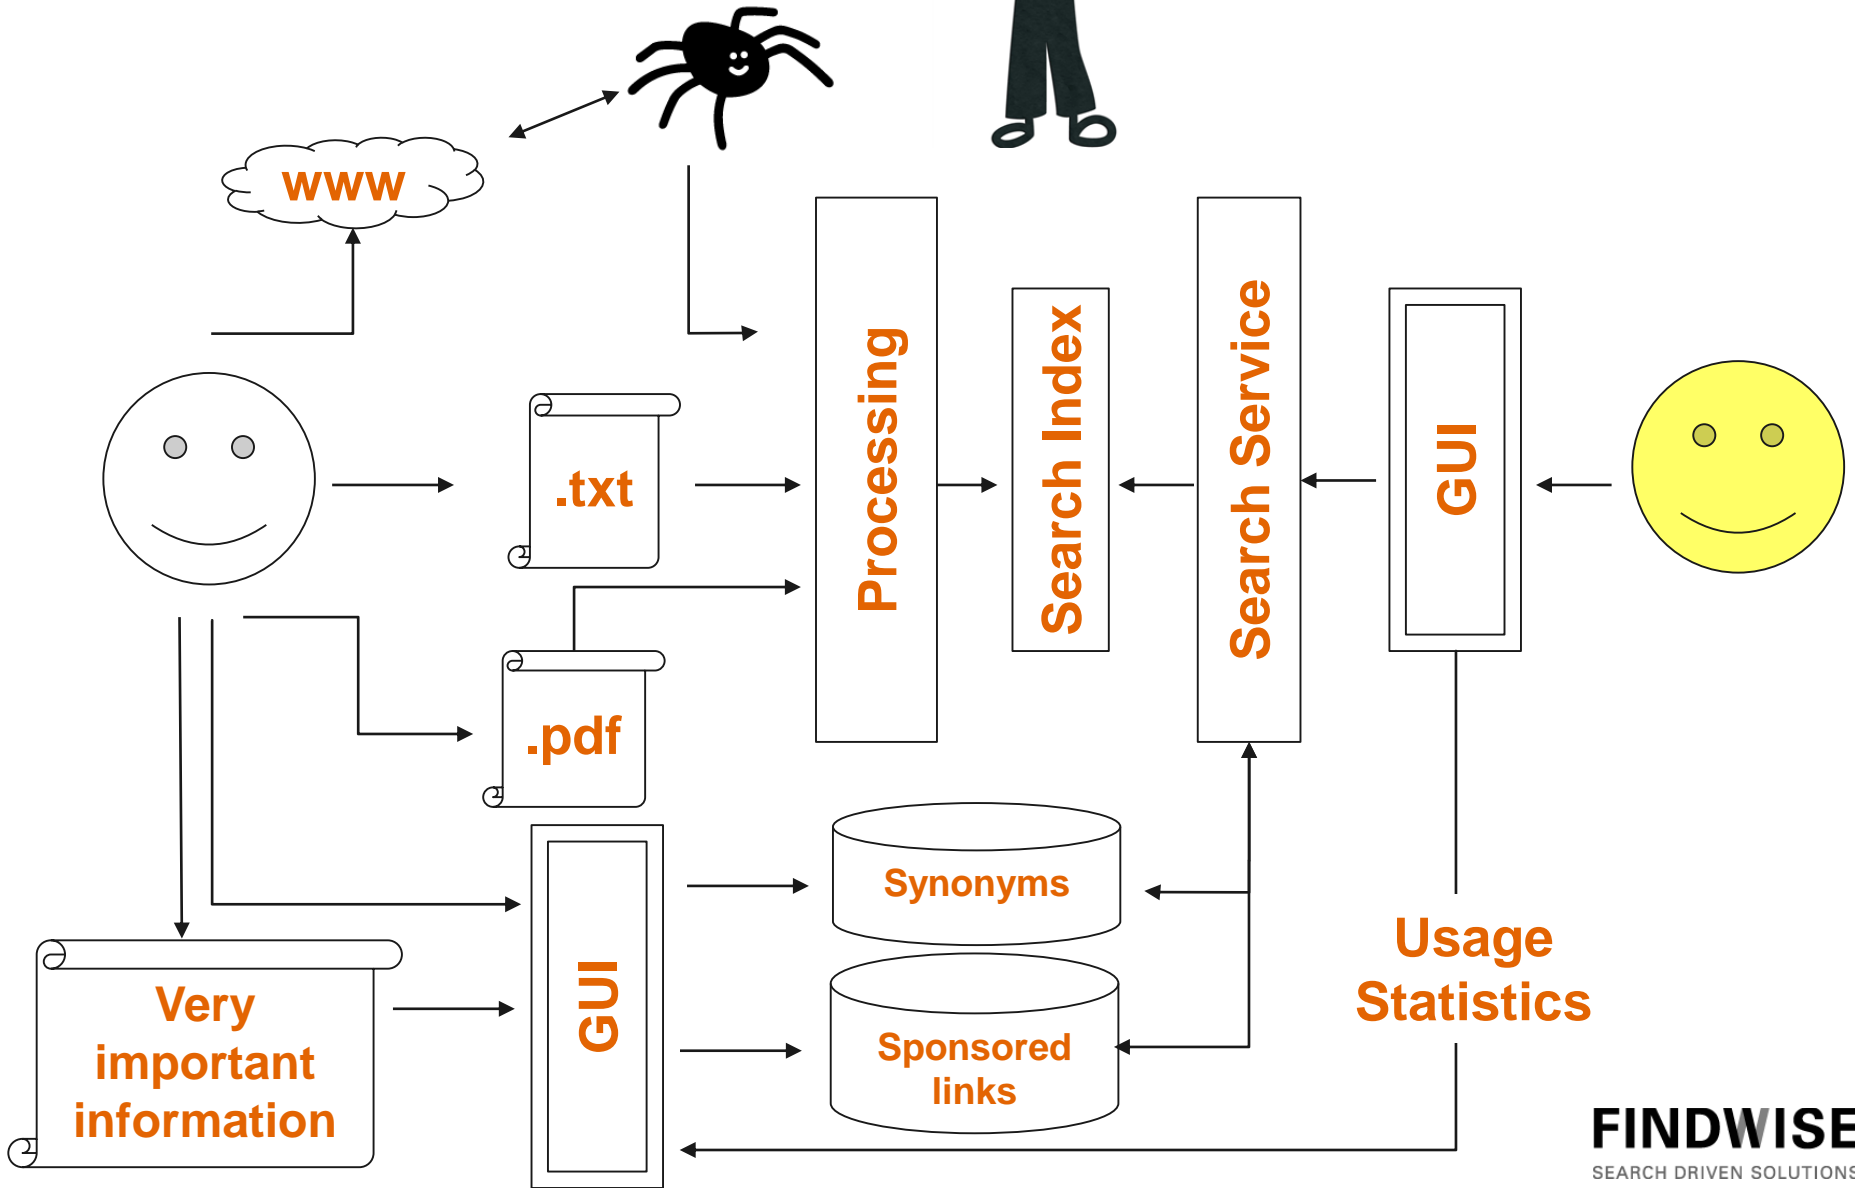 www
.txt
.pdf
Processing
Search Index
Search Service
GUI
Very
important
information
GUI
Synonyms
Sponsored
links
Usage
Statistics
FINDWISE
SEARCH DRIVEN SOLUTIONS